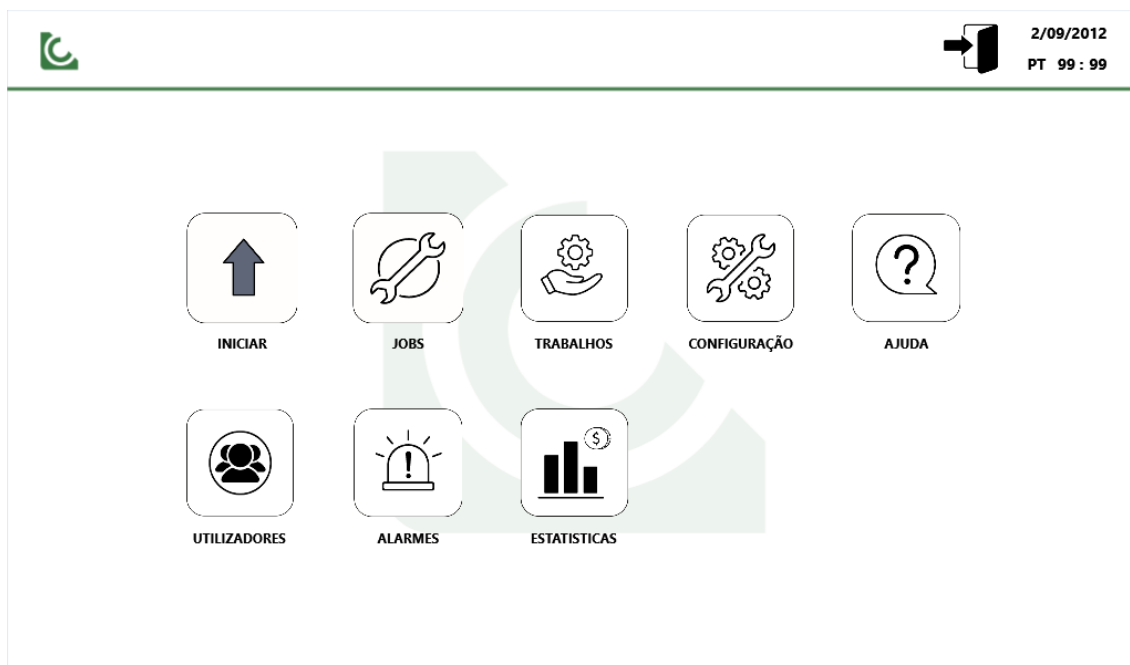 2/09/2012
PT 99 : 99
INICIAR
JOBS
TRABALHOS
CONFIGURAÇÃO
AJUDA
$
UTILIZADORES
ALARMES
ESTATISTICAS